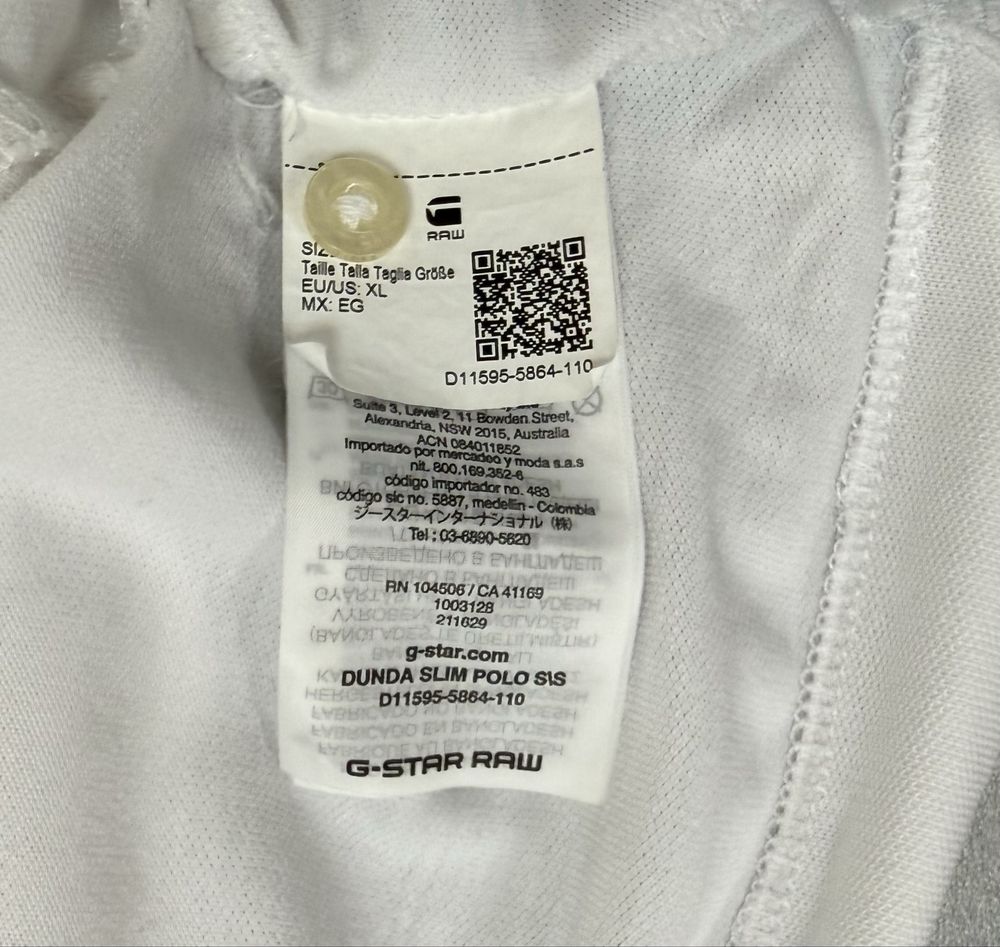 RAW
Taille Talla Taglia Größe
EU/US: XL
MX: EG
D11595-5864-110
Suite 3, Level 2, 11 Bowden Street,
Alexandria, NSW 2015, Australia
ACN 084011852
Importado por mercadeo y moda s.a.s
nit. 800.169.352-6
código importador no. 483
código sic no. 5887, medellin - Colombia
ジースターインターナショナル (株)
Tel : 03-6890-5620
RN 104506 / CA 41169
1003128
211629
g-star.com
DUNDA SLIM POLO S\S
D11595-5864-110
G-STAR RAW